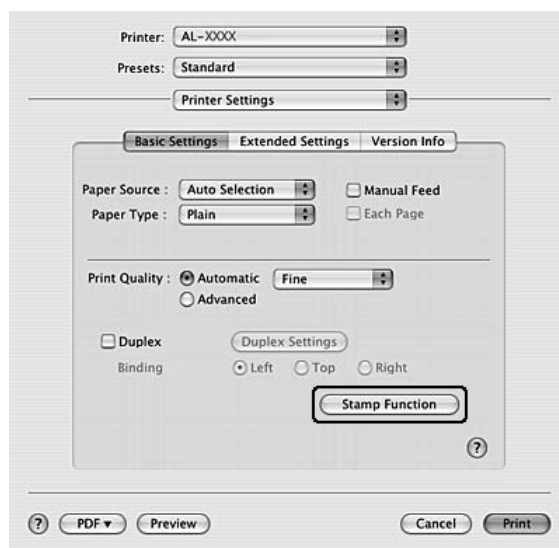 Printer: AL-XXXX
Presets: Standard
Printer Settings
Basic Settings Extended Settings Version Info
Paper Source : Auto Selection Manual Feed
Paper Type : Plain Each Page
Print Quality : Automatic Fine
Advanced
Duplex Duplex Settings
Binding Left Top Right
Stamp Function
?
? PDF ▾ Preview Cancel Print